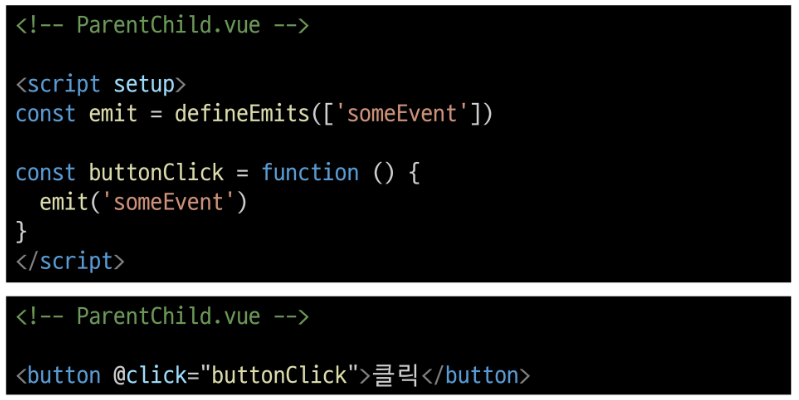 <!-- ParentChild.vue -->
<script setup>
const emit = defineEmits(['someEvent'])
const buttonClick = function () {
  emit('someEvent')
}
</script>
<!-- ParentChild.vue -->
<button @click="buttonClick">클릭</button>